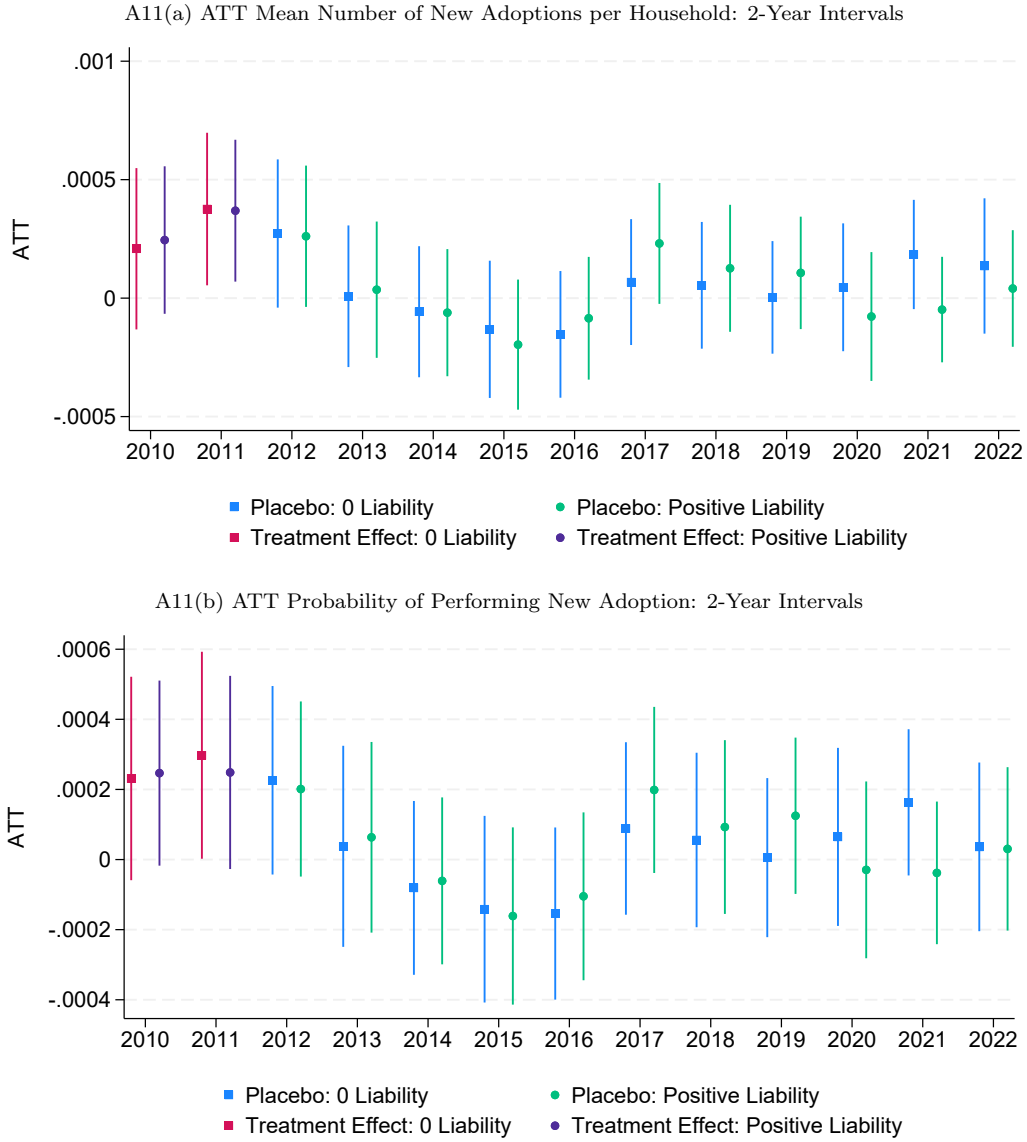 A11(a) ATT Mean Number of New Adoptions per Household: 2-Year Intervals
.001
.0005
0
-.0005
ATT
2010 2011 2012 2013 2014 2015 2016 2017 2018 2019 2020 2021 2022
Placebo: 0 Liability Placebo: Positive Liability
Treatment Effect: 0 Liability Treatment Effect: Positive Liability
A11(b) ATT Probability of Performing New Adoption: 2-Year Intervals
.0006
.0004
.0002
0
-.0002
-.0004
ATT
2010 2011 2012 2013 2014 2015 2016 2017 2018 2019 2020 2021 2022
Placebo: 0 Liability Placebo: Positive Liability
Treatment Effect: 0 Liability Treatment Effect: Positive Liability